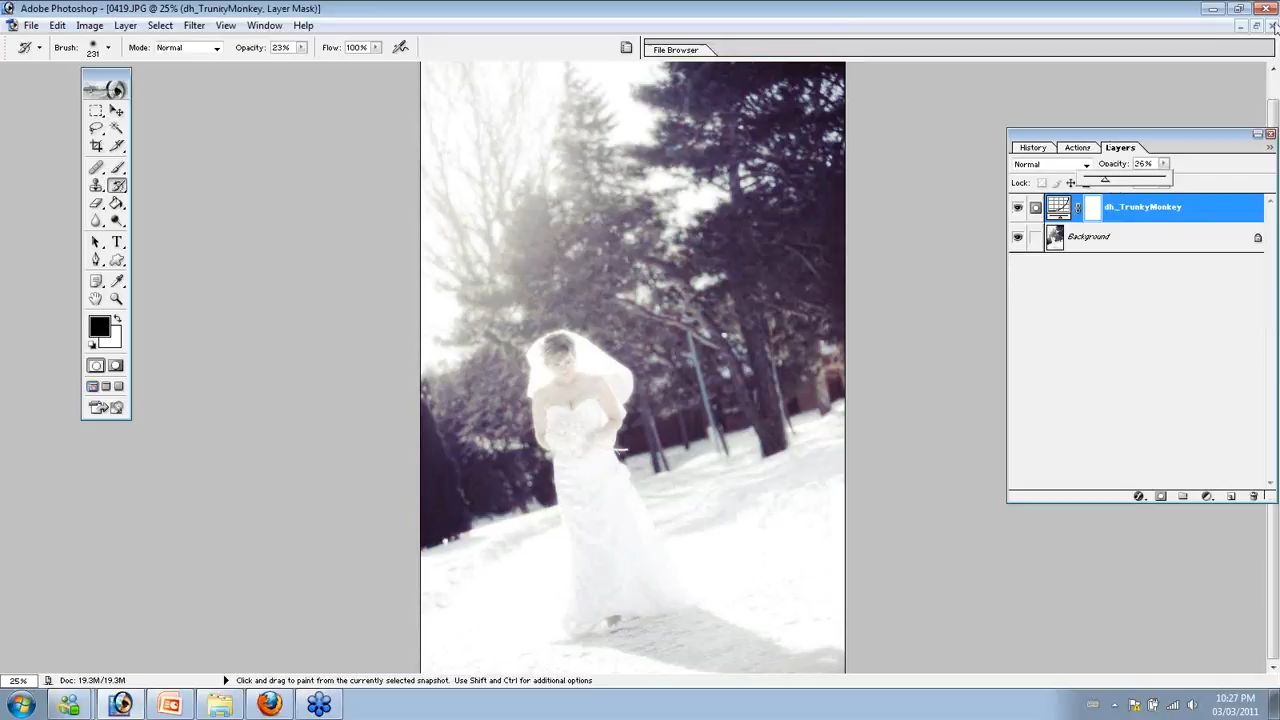 Adobe Photoshop - [0419.JPG @ 25% (dh_TrunkyMonkey, Layer Mask)]
File Edit Image Layer Select Filter View Window Help
Brush: 231 Mode: Normal Opacity: 23% Flow: 100% File Browser
History Actions Layers
Normal Opacity: 26%
Lock:
dh_TrunkyMonkey
Background
25% Doc: 19.3M/19.3M Click and drag to paint from the currently selected snapshot. Use Shift and Ctrl for additional options
10:27 PM
03/03/2011